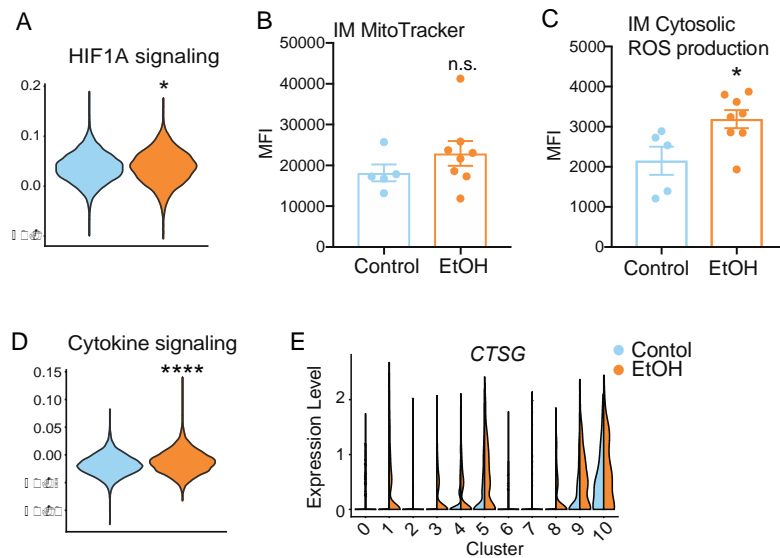 A
HIF1A signaling
*
0.2
0.1
0.0
B
IM MitoTracker
n.s.
MFI
50000
40000
30000
20000
10000
0
Control
EtOH
C
IM Cytosolic
ROS production
*
MFI
5000
4000
3000
2000
1000
0
Control
EtOH
D
Cytokine signaling
****
0.15
0.10
0.05
0.00
E
CTSG
Contol
EtOH
Expression Level
2
1
0
0 1 2 3 4 5 6 7 8 9 10
Cluster